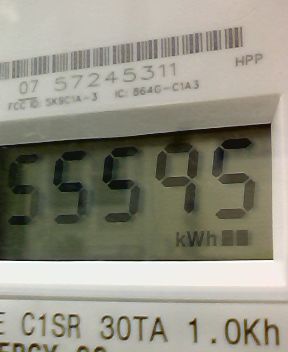 07 57245311
HPP
FCC ID: SK9C1A-3 IC: 864G-C1A3
55595
kWh
C1SR 30TA 1.0Kh